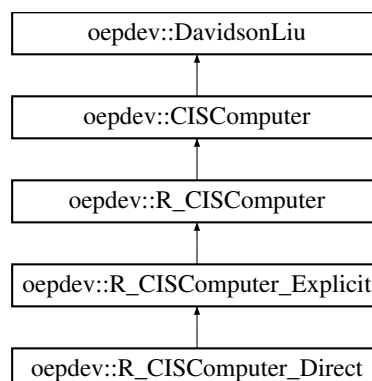 oepdev::DavidsonLiu
oepdev::CISComputer
oepdev::R_CISComputer
oepdev::R_CISComputer_Explicit
oepdev::R_CISComputer_Direct